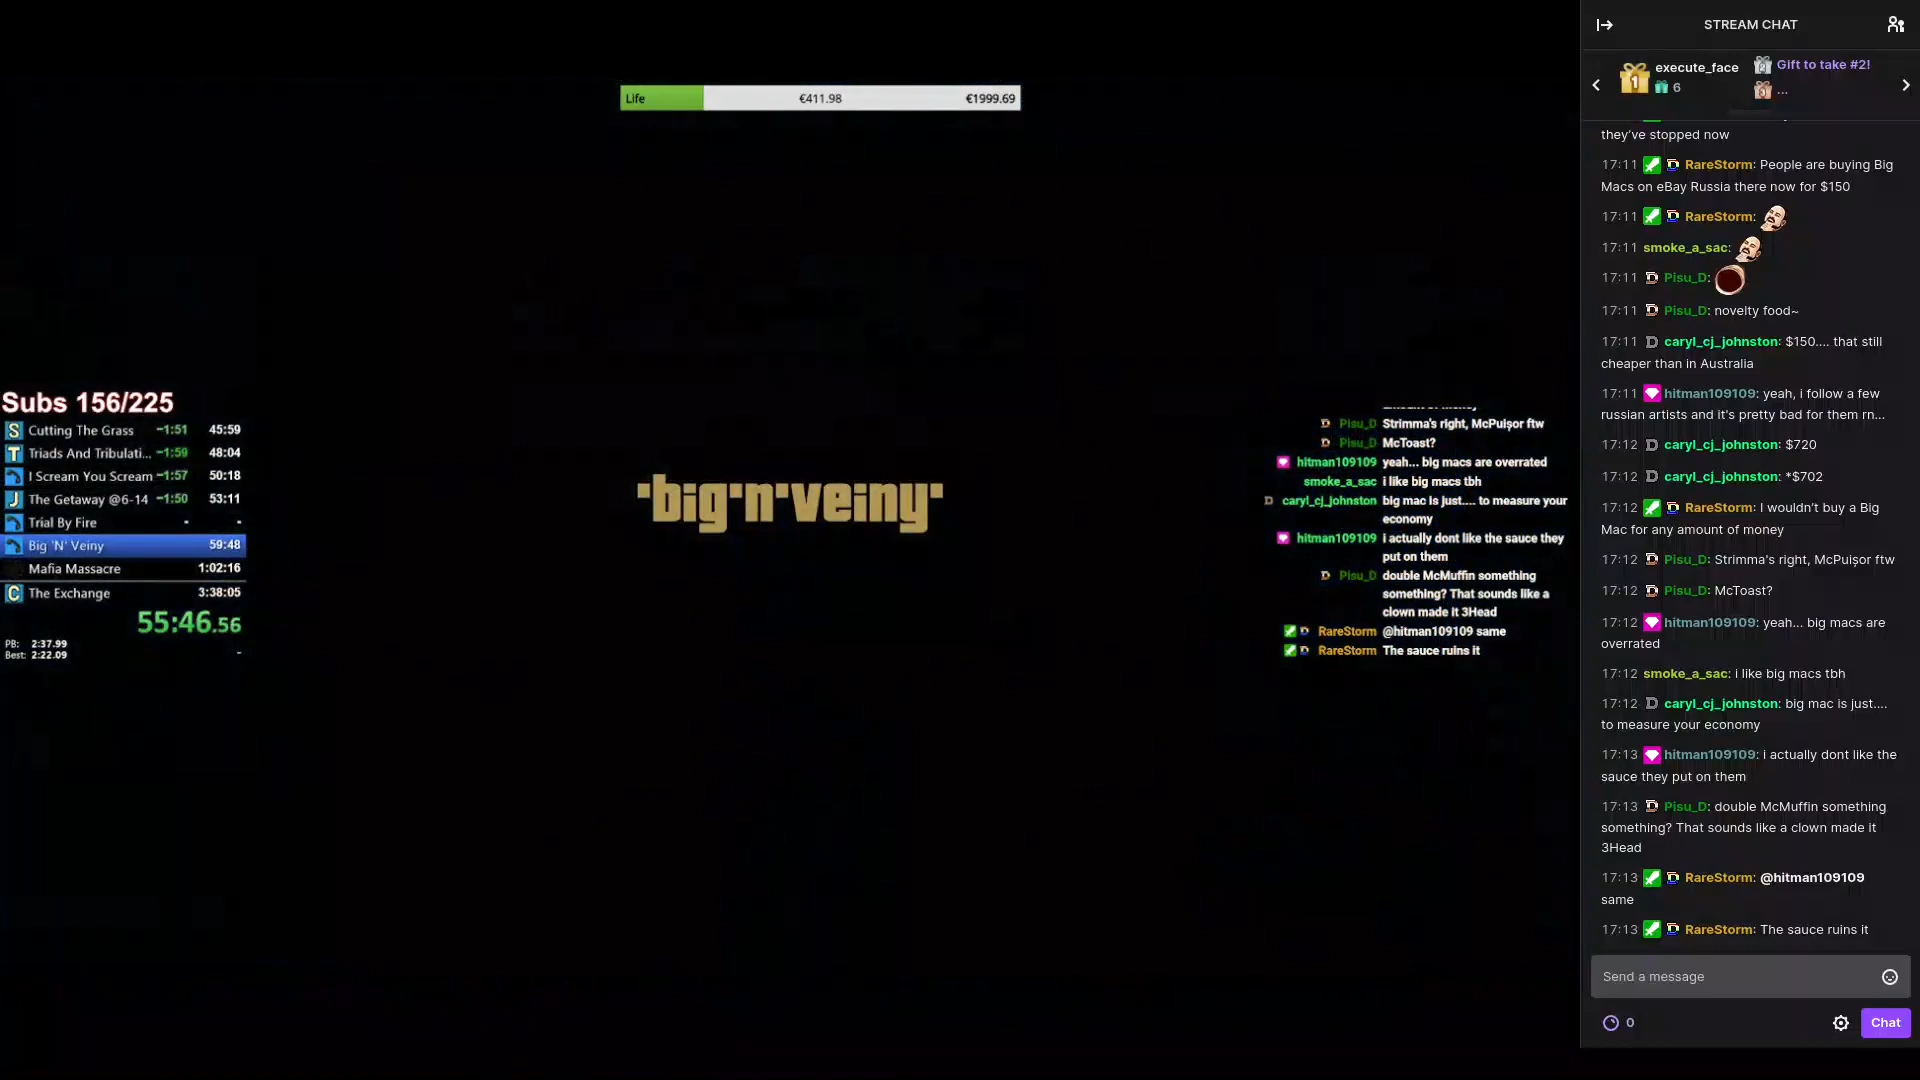 Life €411.98 €1999.69
Subs 156/225
Cutting The Grass −1:51 45:59
Triads And Tribulati... −1:59 48:04
I Scream You Scream −1:57 50:18
The Getaway @6-14 −1:50 53:11
Trial By Fire - -
Big 'N' Veiny 59:48
Mafia Massacre 1:02:16
The Exchange 3:38:05
55:46.56
PB: 2:37.99
Best: 2:22.09 -
"big'n'veiny"
Pisu_D Strimma's right, McPuișor ftw
Pisu_D McToast?
hitman109109 yeah... big macs are overrated
smoke_a_sac i like big macs tbh
caryl_cj_johnston big mac is just.... to measure your
economy
hitman109109 i actually dont like the sauce they
put on them
Pisu_D double McMuffin something
something? That sounds like a
clown made it 3Head
RareStorm @hitman109109 same
RareStorm The sauce ruins it
STREAM CHAT
execute_face
6
Gift to take #2!
...
they've stopped now
17:11 RareStorm: People are buying Big
Macs on eBay Russia there now for $150
17:11 RareStorm:
17:11 smoke_a_sac:
17:11 Pisu_D:
17:11 Pisu_D: novelty food~
17:11 caryl_cj_johnston: $150.... that still
cheaper than in Australia
17:11 hitman109109: yeah, i follow a few
russian artists and it's pretty bad for them rn...
17:12 caryl_cj_johnston: $720
17:12 caryl_cj_johnston: *$702
17:12 RareStorm: I wouldn't buy a Big
Mac for any amount of money
17:12 Pisu_D: Strimma's right, McPuișor ftw
17:12 Pisu_D: McToast?
17:12 hitman109109: yeah... big macs are
overrated
17:12 smoke_a_sac: i like big macs tbh
17:12 caryl_cj_johnston: big mac is just....
to measure your economy
17:13 hitman109109: i actually dont like the
sauce they put on them
17:13 Pisu_D: double McMuffin something
something? That sounds like a clown made it
3Head
17:13 RareStorm: @hitman109109
same
17:13 RareStorm: The sauce ruins it
Send a message
0
Chat